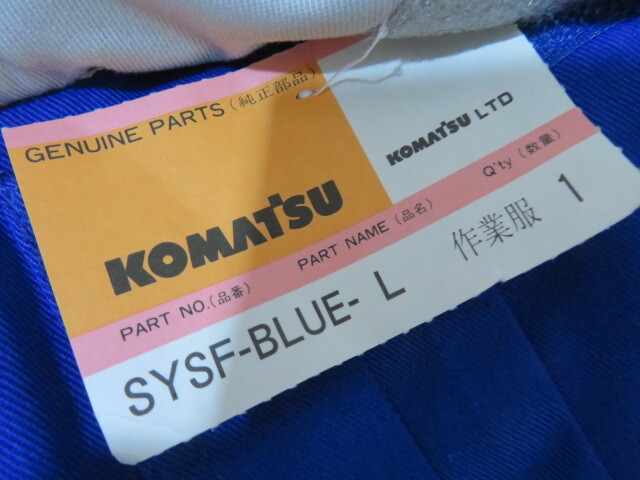 GENUINE PARTS (純正部品)
KOMATSU
KOMATSU LTD
PART NO.(品番) PART NAME (品名) Q'ty (数量)
SYSF-BLUE- L 作業服 1